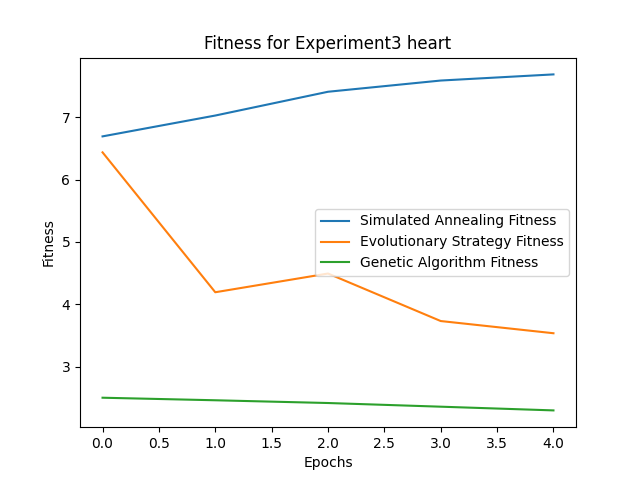 Fitness for Experiment3 heart
Fitness
7
6
5
4
3
Simulated Annealing Fitness
Evolutionary Strategy Fitness
Genetic Algorithm Fitness
0.0 0.5 1.0 1.5 2.0 2.5 3.0 3.5 4.0
Epochs